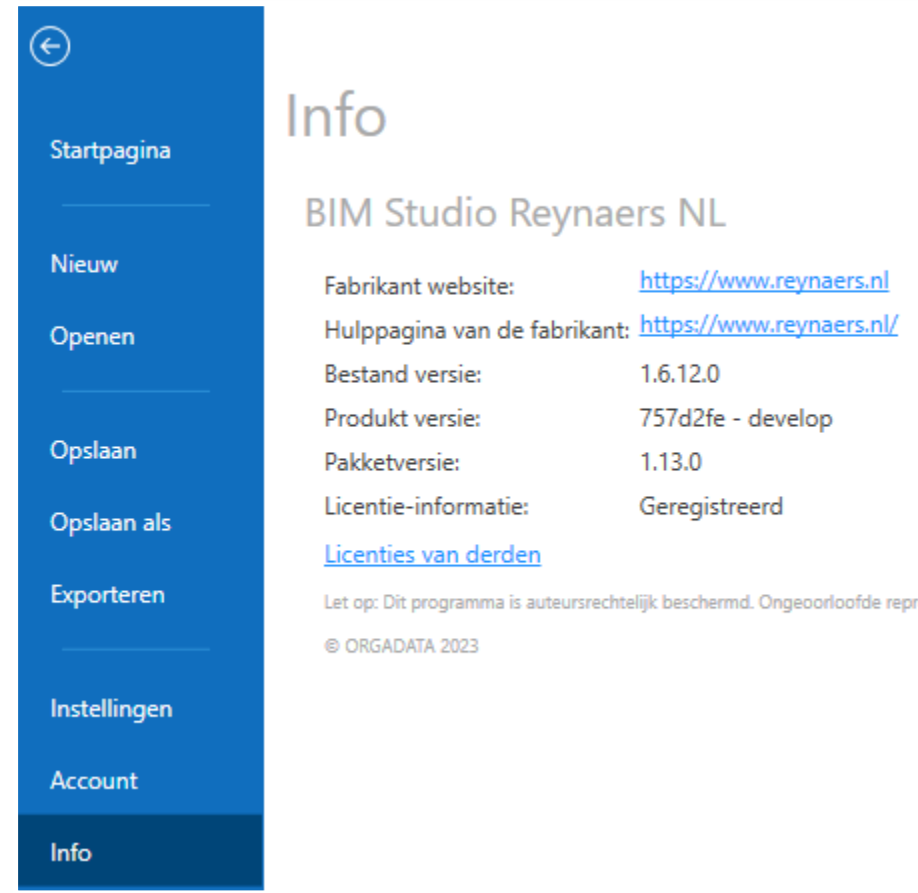 Startpagina
Nieuw
Openen
Opslaan
Opslaan als
Exporteren
Instellingen
Account
Info
Info
BIM Studio Reynaers NL
Fabrikant website: https://www.reynaers.nl
Hulppagina van de fabrikant: https://www.reynaers.nl/
Bestand versie: 1.6.12.0
Produkt versie: 757d2fe - develop
Pakketversie: 1.13.0
Licentie-informatie: Geregistreerd
Licenties van derden
Let op: Dit programma is auteursrechtelijk beschermd. Ongeoorloofde repr
© ORGADATA 2023